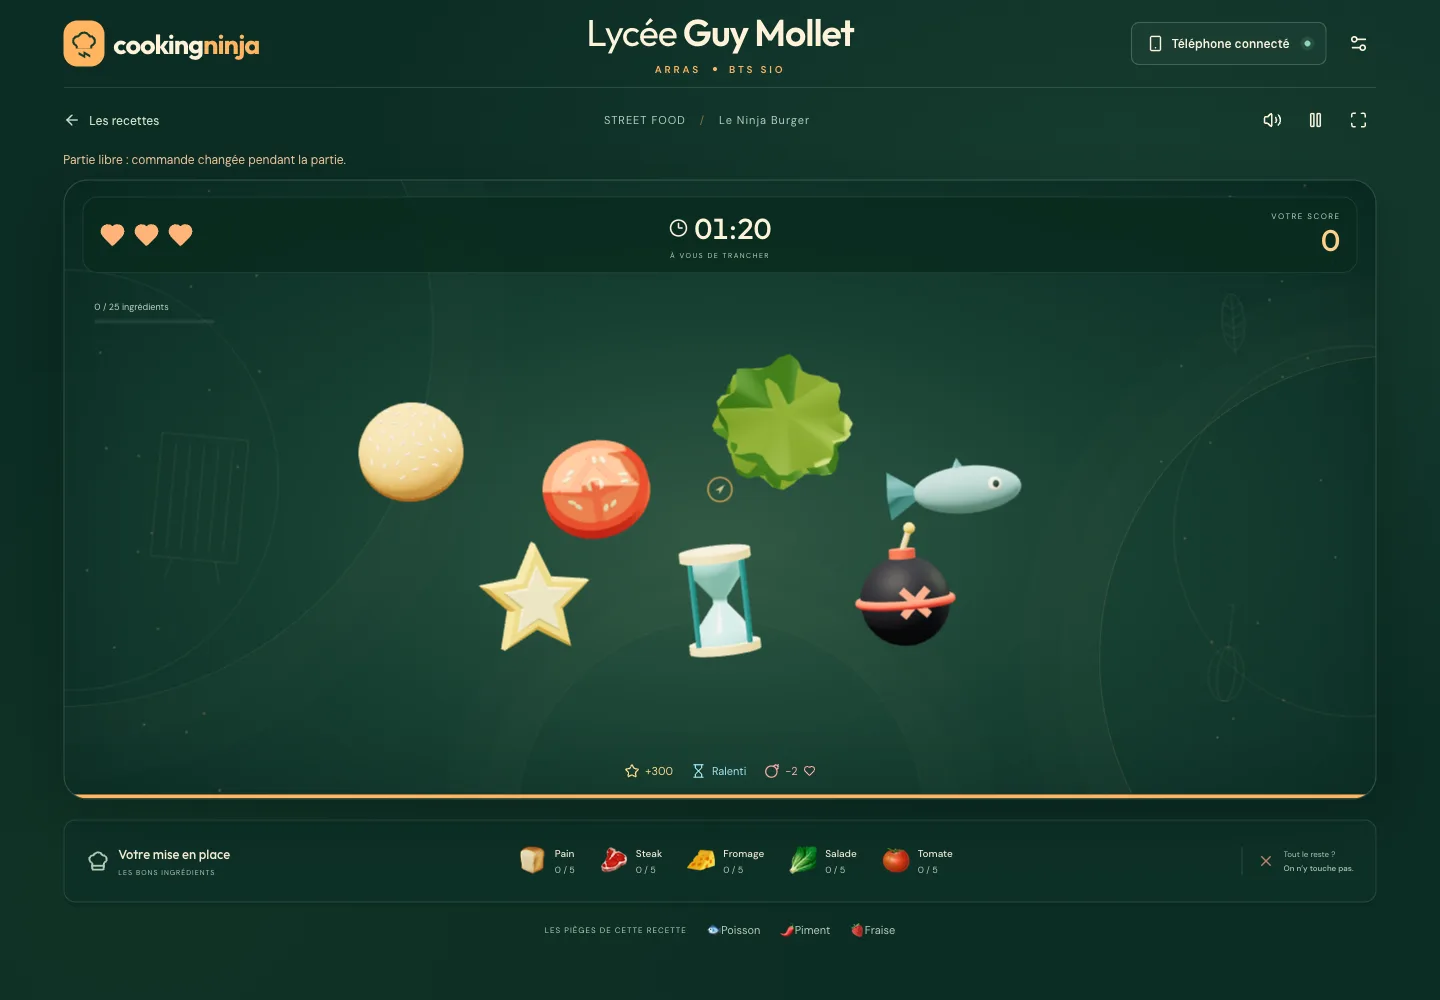 cookingninja
Lycée Guy Mollet
ARRAS • BTS SIO
Téléphone connecté
Les recettes
STREET FOOD / Le Ninja Burger
Partie libre : commande changée pendant la partie.
01:20
À VOUS DE TRANCHER
VOTRE SCORE
0
0 / 25 ingrédients
+300
Ralenti
-2
Votre mise en place
LES BONS INGRÉDIENTS
Pain
0 / 5
Steak
0 / 5
Fromage
0 / 5
Salade
0 / 5
Tomate
0 / 5
Tout le reste ?
On n'y touche pas.
LES PIÈGES DE CETTE RECETTE
Poisson
Piment
Fraise